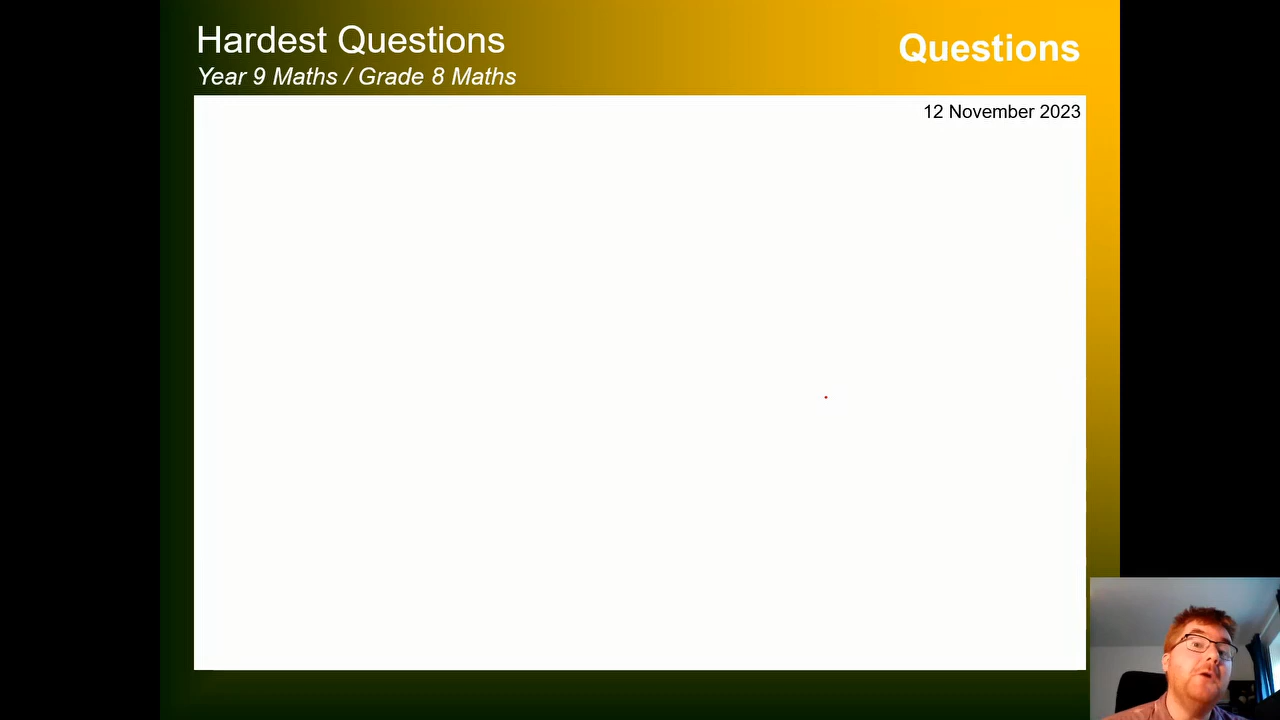 Hardest Questions
Questions
Year 9 Maths / Grade 8 Maths
12 November 2023